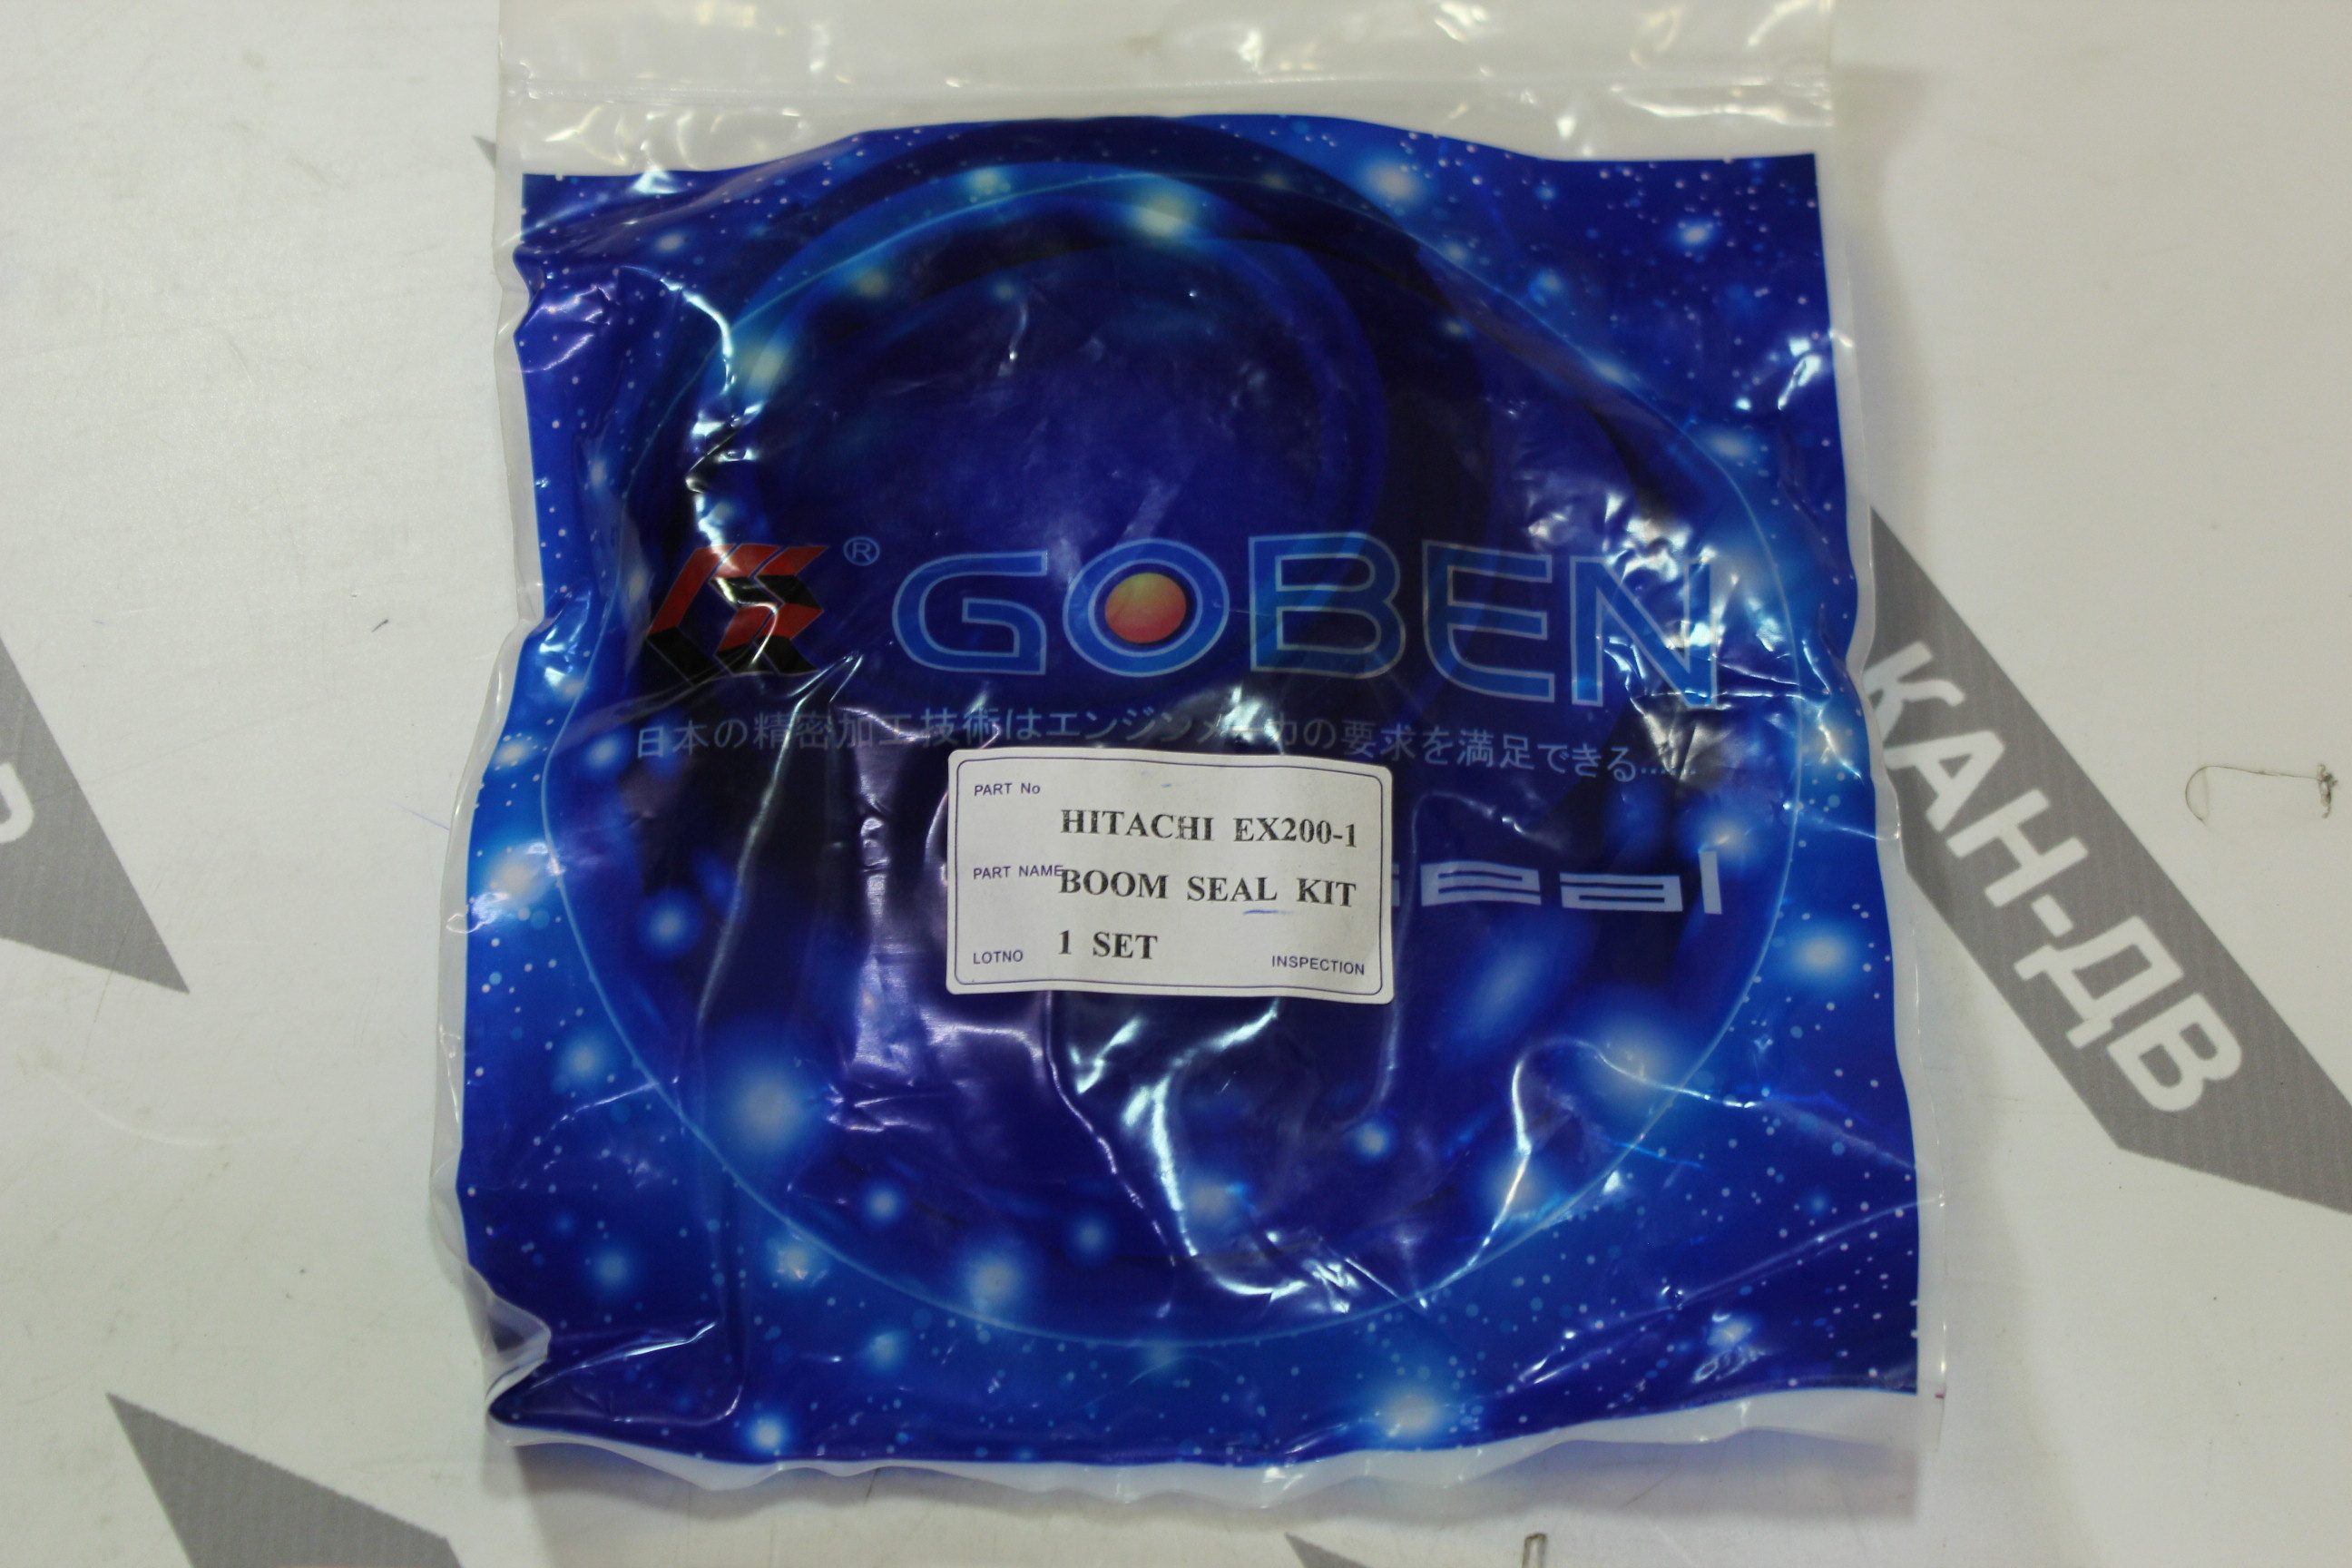 ® GOBEN
日本の精密加工技術はエンジンメーカの要求を満足できる......
PART No
HITACHI EX200-1
PART NAME BOOM SEAL KIT
LOTNO 1 SET INSPECTION
eal
КАН-ДВ